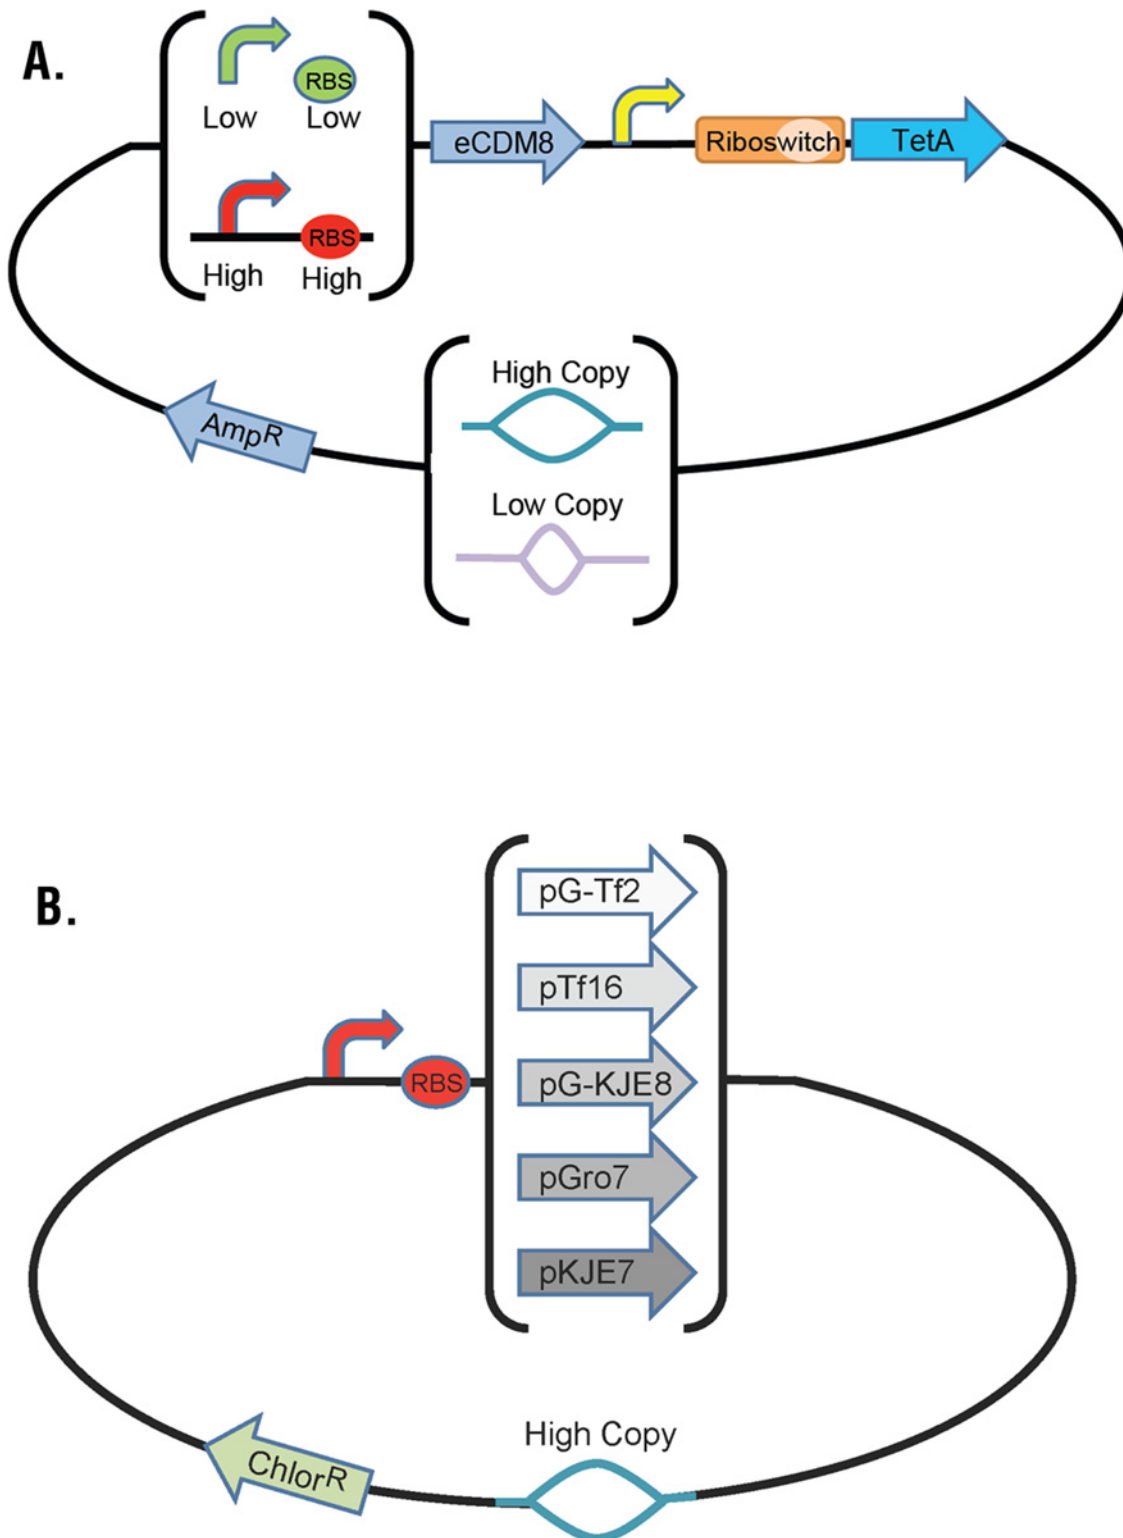 A.
RBS
Low
Low
RBS
High
High
eCDM8
Riboswitch
TetA
High Copy
Low Copy
AmpR
B.
RBS
pG-Tf2
pTf16
pG-KJE8
pGro7
pKJE7
High Copy
ChlorR